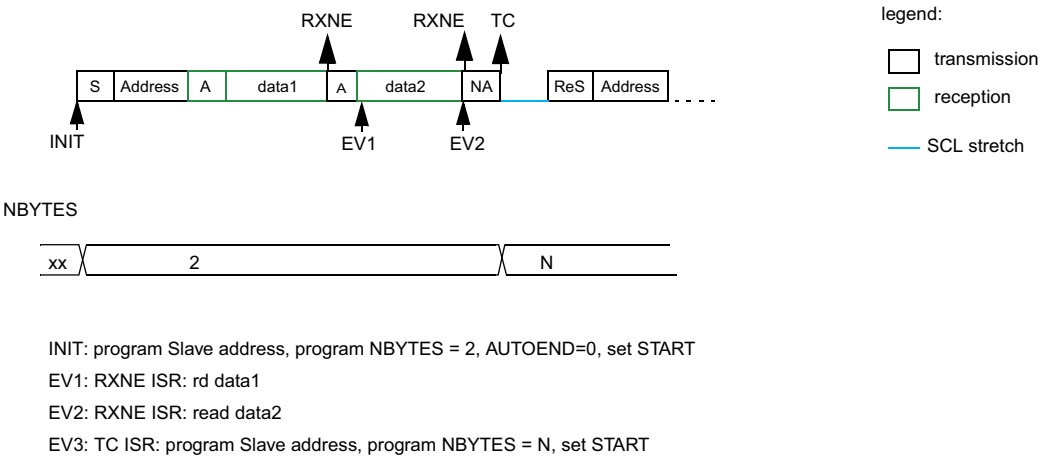 RXNE RXNE TC
legend:
S Address A data1 A data2 NA ReS Address
transmission
reception
INIT EV1 EV2
SCL stretch
NBYTES
xx 2 N
INIT: program Slave address, program NBYTES = 2, AUTOEND=0, set START
EV1: RXNE ISR: rd data1
EV2: RXNE ISR: read data2
EV3: TC ISR: program Slave address, program NBYTES = N, set START